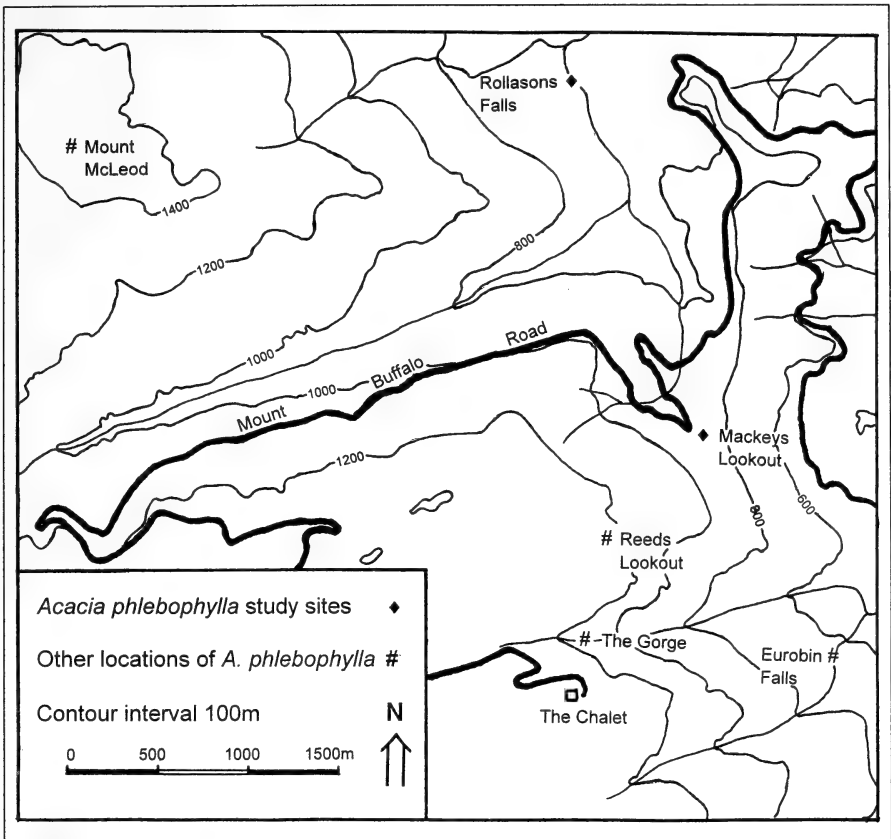 Rollasons
Falls
# Mount
McLeod
1400
1200
800
1000
Road
Buffalo
1000
Mount
Mackeys
Lookout
1200
800
600
# Reeds
Lookout
# The Gorge
Eurobin #
Falls
The Chalet
Acacia phlebophylla study sites ♦
Other locations of A. phlebophylla #
Contour interval 100m N
0 500 1000 1500m